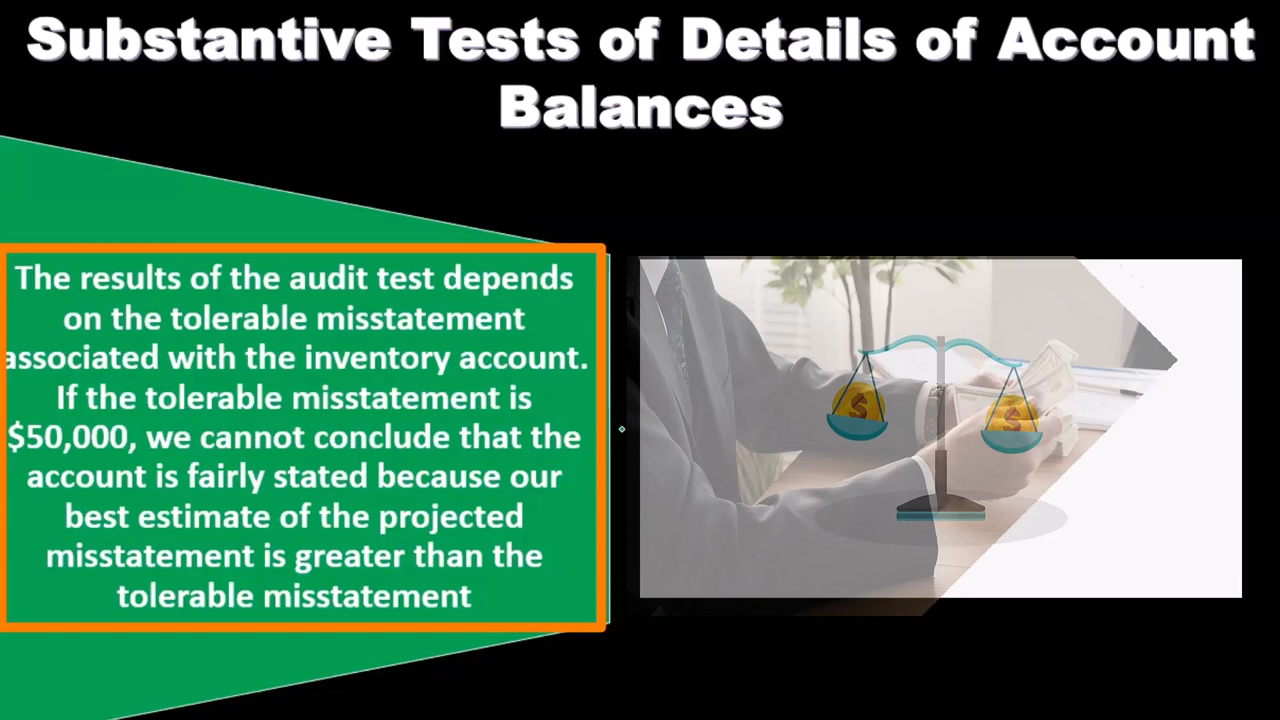 Substantive Tests of Details of Account
Balances
The results of the audit test depends
on the tolerable misstatement
associated with the inventory account.
If the tolerable misstatement is
$50,000, we cannot conclude that the
account is fairly stated because our
best estimate of the projected
misstatement is greater than the
tolerable misstatement
$
$